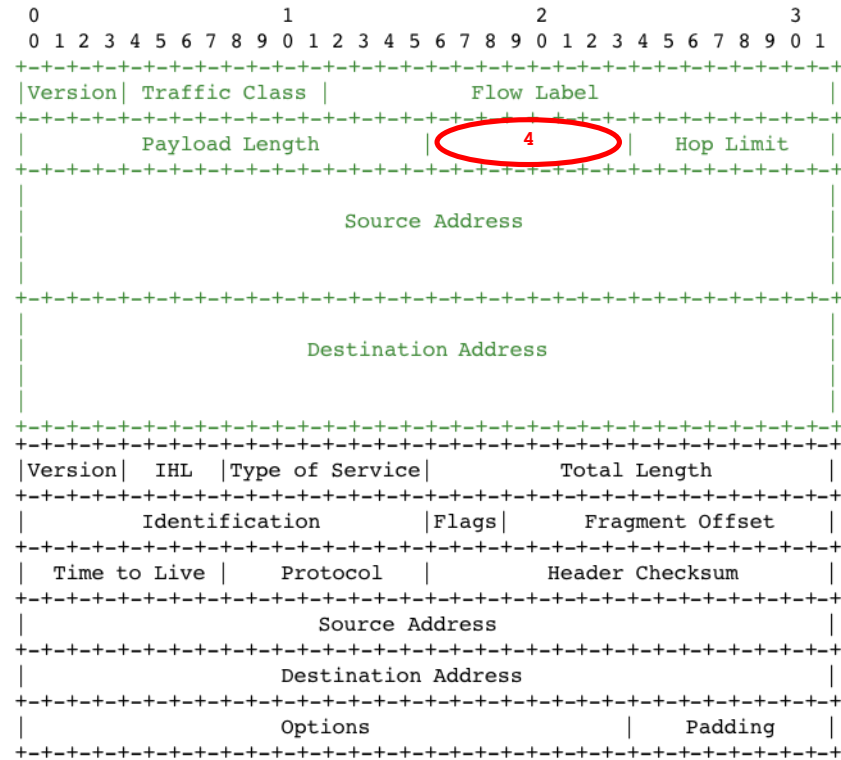 0                   1                   2                   3
 0 1 2 3 4 5 6 7 8 9 0 1 2 3 4 5 6 7 8 9 0 1 2 3 4 5 6 7 8 9 0 1
+-+-+-+-+-+-+-+-+-+-+-+-+-+-+-+-+-+-+-+-+-+-+-+-+-+-+-+-+-+-+-+-+
|Version| Traffic Class |           Flow Label                  |
+-+-+-+-+-+-+-+-+-+-+-+-+-+-+-+-+-+-+-+-+-+-+-+-+-+-+-+-+-+-+-+-+
|         Payload Length        |       4       |   Hop Limit   |
+-+-+-+-+-+-+-+-+-+-+-+-+-+-+-+-+-+-+-+-+-+-+-+-+-+-+-+-+-+-+-+-+
|                                                               |
|                         Source Address                        |
|                                                               |
|                                                               |
+-+-+-+-+-+-+-+-+-+-+-+-+-+-+-+-+-+-+-+-+-+-+-+-+-+-+-+-+-+-+-+-+
|                                                               |
|                      Destination Address                      |
|                                                               |
|                                                               |
+-+-+-+-+-+-+-+-+-+-+-+-+-+-+-+-+-+-+-+-+-+-+-+-+-+-+-+-+-+-+-+-+
+-+-+-+-+-+-+-+-+-+-+-+-+-+-+-+-+-+-+-+-+-+-+-+-+-+-+-+-+-+-+-+-+
|Version|  IHL  |Type of Service|          Total Length         |
+-+-+-+-+-+-+-+-+-+-+-+-+-+-+-+-+-+-+-+-+-+-+-+-+-+-+-+-+-+-+-+-+
|         Identification        |Flags|      Fragment Offset    |
+-+-+-+-+-+-+-+-+-+-+-+-+-+-+-+-+-+-+-+-+-+-+-+-+-+-+-+-+-+-+-+-+
|  Time to Live |    Protocol   |         Header Checksum       |
+-+-+-+-+-+-+-+-+-+-+-+-+-+-+-+-+-+-+-+-+-+-+-+-+-+-+-+-+-+-+-+-+
|                       Source Address                          |
+-+-+-+-+-+-+-+-+-+-+-+-+-+-+-+-+-+-+-+-+-+-+-+-+-+-+-+-+-+-+-+-+
|                    Destination Address                        |
+-+-+-+-+-+-+-+-+-+-+-+-+-+-+-+-+-+-+-+-+-+-+-+-+-+-+-+-+-+-+-+-+
|                    Options                    |    Padding    |
+-+-+-+-+-+-+-+-+-+-+-+-+-+-+-+-+-+-+-+-+-+-+-+-+-+-+-+-+-+-+-+-+